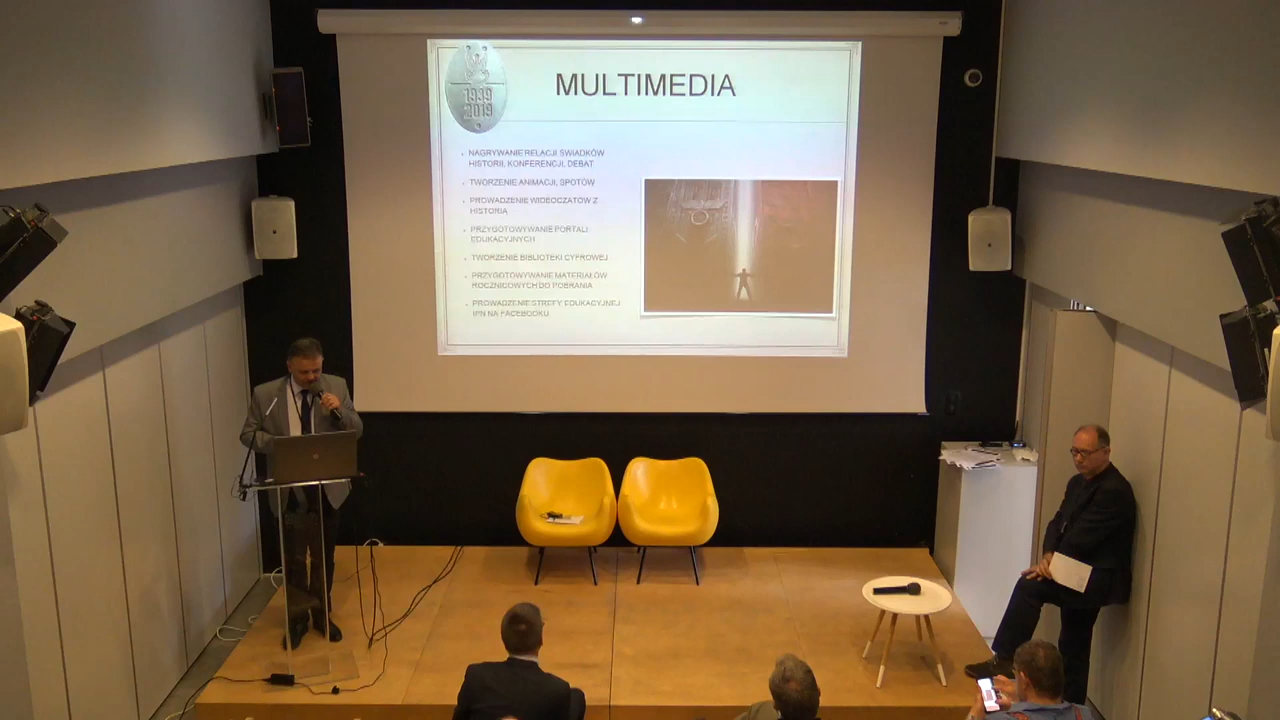 1939
2019
MULTIMEDIA
NAGRYWANIE RELACJI ŚWIADKÓW
HISTORII, KONFERENCJI, DEBAT
TWORZENIE ANIMACJI, SPOTÓW
PROWADZENIE WIDEOCZATÓW Z
HISTORIĄ
PRZYGOTOWYWANIE PORTALI
EDUKACYJNYCH
TWORZENIE BIBLIOTEKI CYFROWEJ
PRZYGOTOWYWANIE MATERIAŁÓW
ROCZNICOWYCH DO POBRANIA
PROWADZENIE STREFY EDUKACYJNEJ
IPN NA FACEBOOKU